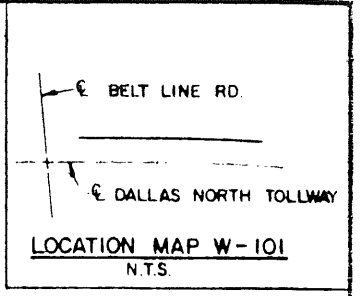 ℄ BELT LINE RD.
℄ DALLAS NORTH TOLLWAY
LOCATION MAP W-101
N.T.S.